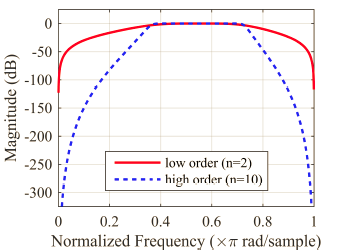 0
-50
-100
-150
-200
-250
-300
Magnitude (dB)
low order (n=2)
high order (n=10)
0 0.2 0.4 0.6 0.8 1
Normalized Frequency (×π rad/sample)